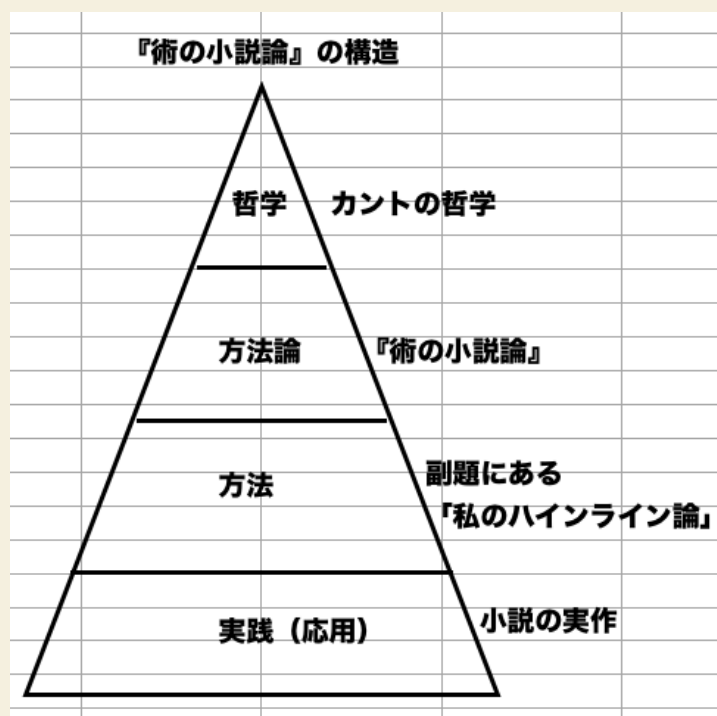 『術の小説論』の構造
哲学 カントの哲学
方法論 『術の小説論』
方法 副題にある
「私のハインライン論」
実践（応用） 小説の実作